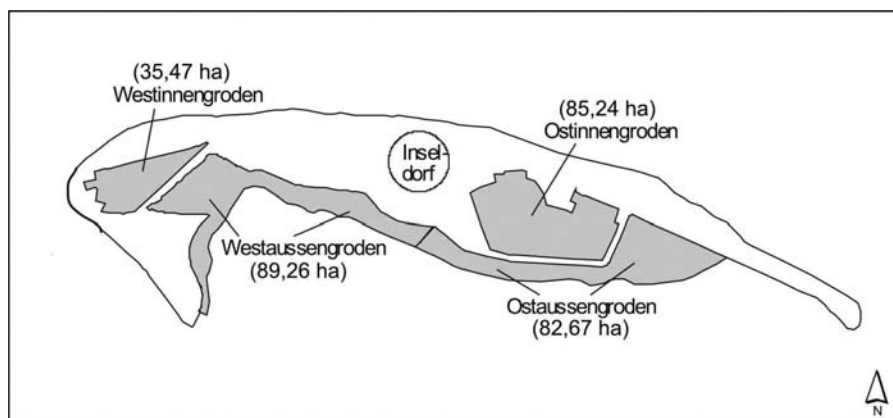 (35,47 ha)
Westinnengroden
(85,24 ha)
Ostinnengroden
Insel-
dorf
Westaussengroden
(89,26 ha)
Ostaussengroden
(82,67 ha)
N